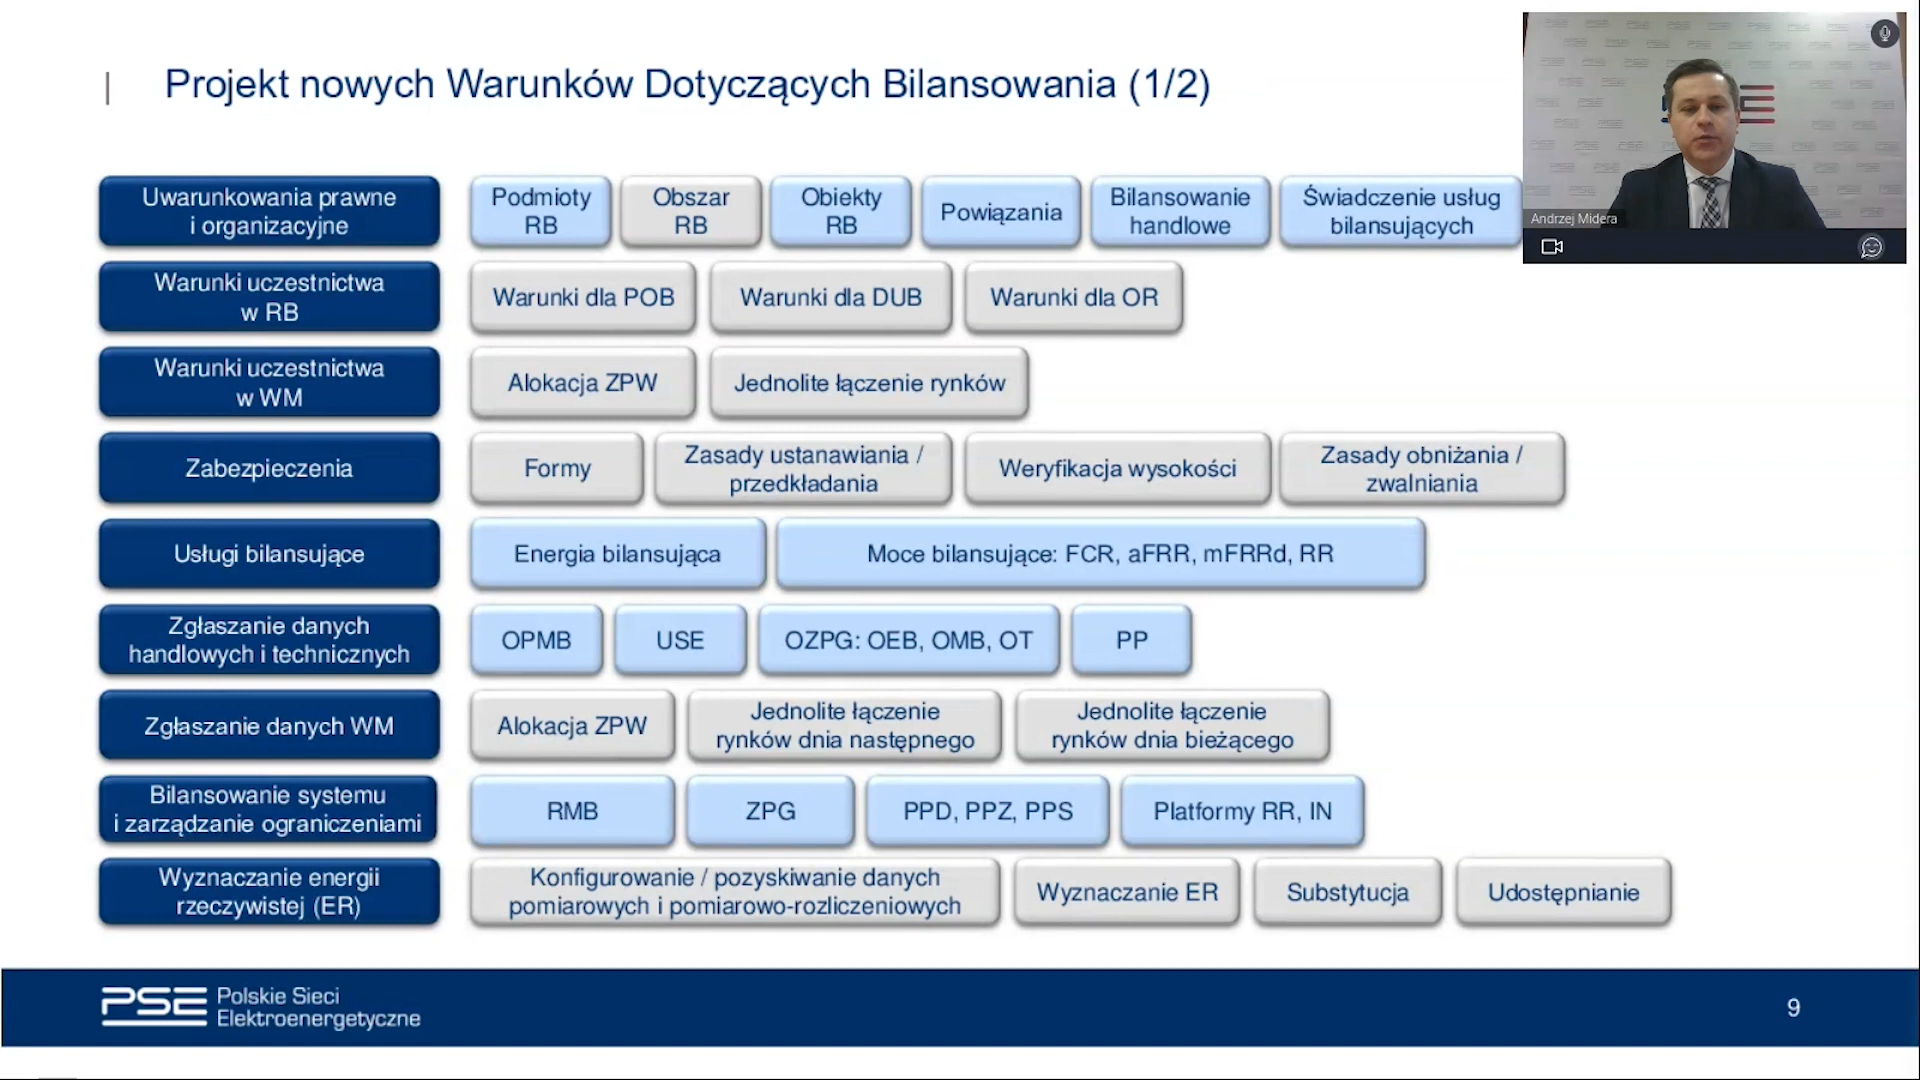 Projekt nowych Warunków Dotyczących Bilansowania (1/2)
Uwarunkowania prawne
i organizacyjne
Podmioty
RB
Obszar
RB
Obiekty
RB
Powiązania
Bilansowanie
handlowe
Świadczenie usług
bilansujących
Andrzej Midera
Warunki uczestnictwa
w RB
Warunki dla POB
Warunki dla DUB
Warunki dla OR
Warunki uczestnictwa
w WM
Alokacja ZPW
Jednolite łączenie rynków
Zabezpieczenia
Formy
Zasady ustanawiania /
przedkładania
Weryfikacja wysokości
Zasady obniżania /
zwalniania
Usługi bilansujące
Energia bilansująca
Moce bilansujące: FCR, aFRR, mFRRd, RR
Zgłaszanie danych
handlowych i technicznych
OPMB
USE
OZPG: OEB, OMB, OT
PP
Zgłaszanie danych WM
Alokacja ZPW
Jednolite łączenie
rynków dnia następnego
Jednolite łączenie
rynków dnia bieżącego
Bilansowanie systemu
i zarządzanie ograniczeniami
RMB
ZPG
PPD, PPZ, PPS
Platformy RR, IN
Wyznaczanie energii
rzeczywistej (ER)
Konfigurowanie / pozyskiwanie danych
pomiarowych i pomiarowo-rozliczeniowych
Wyznaczanie ER
Substytucja
Udostępnianie
PSE
Polskie Sieci
Elektroenergetyczne
9